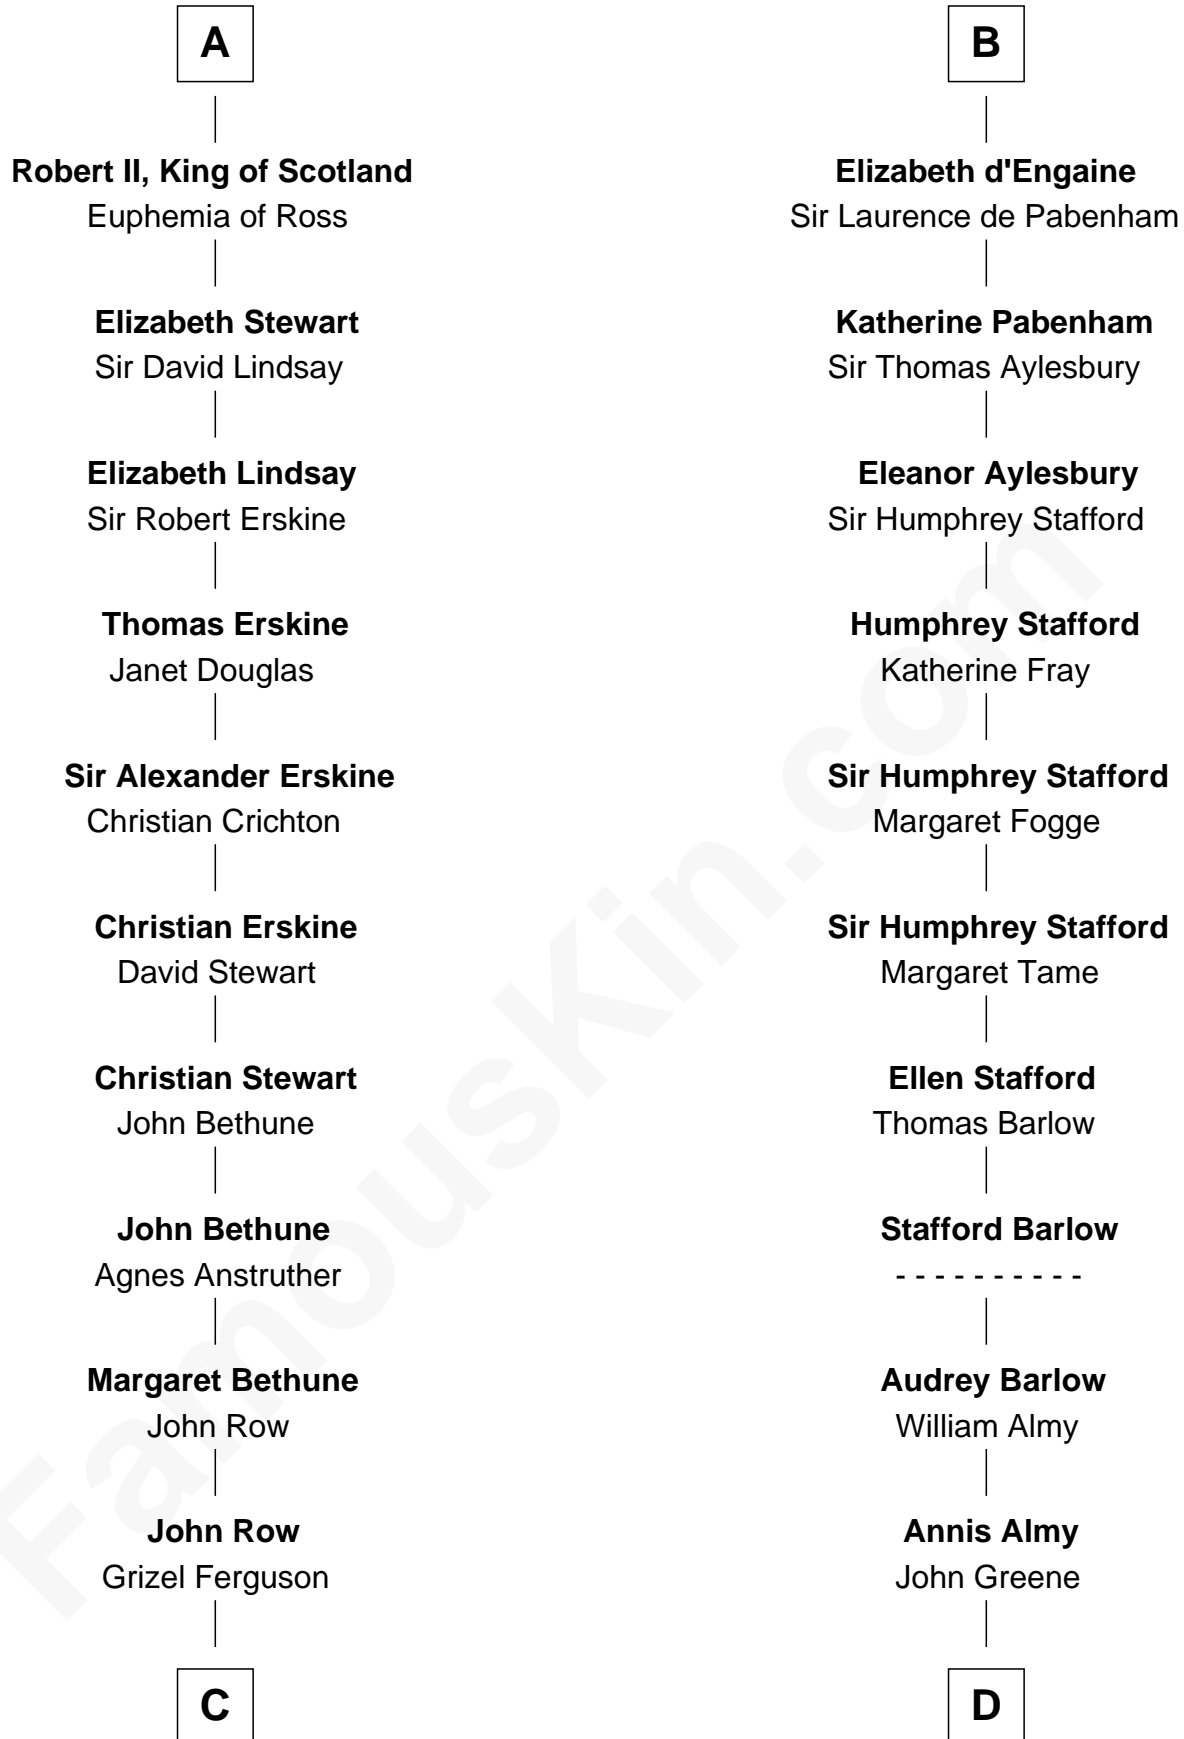 A
Robert II, King of Scotland
Euphemia of Ross
Elizabeth Stewart
Sir David Lindsay
Elizabeth Lindsay
Sir Robert Erskine
Thomas Erskine
Janet Douglas
Sir Alexander Erskine
Christian Crichton
Christian Erskine
David Stewart
Christian Stewart
John Bethune
John Bethune
Agnes Anstruther
Margaret Bethune
John Row
John Row
Grizel Ferguson
C
B
Elizabeth d'Engaine
Sir Laurence de Pabenham
Katherine Pabenham
Sir Thomas Aylesbury
Eleanor Aylesbury
Sir Humphrey Stafford
Humphrey Stafford
Katherine Fray
Sir Humphrey Stafford
Margaret Fogge
Sir Humphrey Stafford
Margaret Tame
Ellen Stafford
Thomas Barlow
Stafford Barlow
- - - - - - - - - -
Audrey Barlow
William Almy
Annis Almy
John Greene
D
FamousKin.com